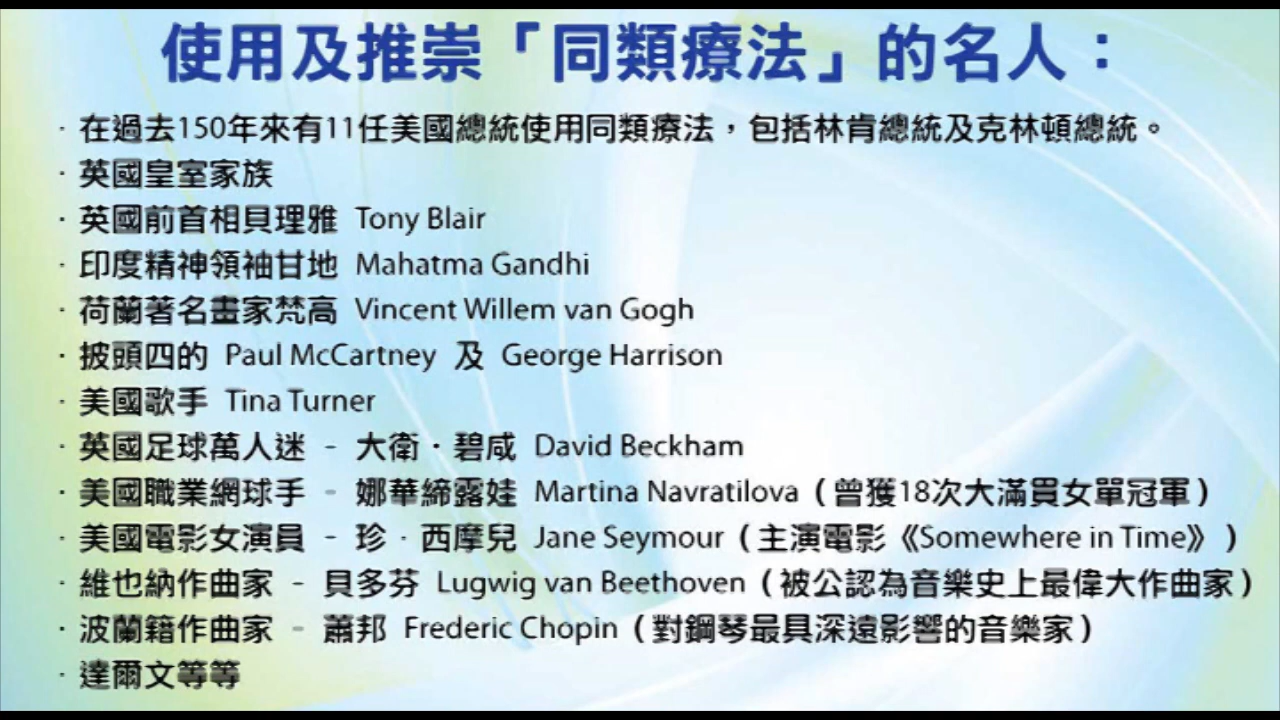 使用及推崇「同類療法」的名人：
· 在過去150年來有11任美國總統使用同類療法，包括林肯總統及克林頓總統。
· 英國皇室家族
· 英國前首相貝理雅 Tony Blair
· 印度精神領袖甘地 Mahatma Gandhi
· 荷蘭著名畫家梵高 Vincent Willem van Gogh
· 披頭四的 Paul McCartney 及 George Harrison
· 美國歌手 Tina Turner
· 英國足球萬人迷 - 大衛・碧咸 David Beckham
· 美國職業網球手 - 娜華締露娃 Martina Navratilova（曾獲18次大滿貫女單冠軍）
· 美國電影女演員 - 珍・西摩兒 Jane Seymour（主演電影《Somewhere in Time》）
· 維也納作曲家 - 貝多芬 Lugwig van Beethoven（被公認為音樂史上最偉大作曲家）
· 波蘭籍作曲家 - 蕭邦 Frederic Chopin（對鋼琴最具深遠影響的音樂家）
· 達爾文等等